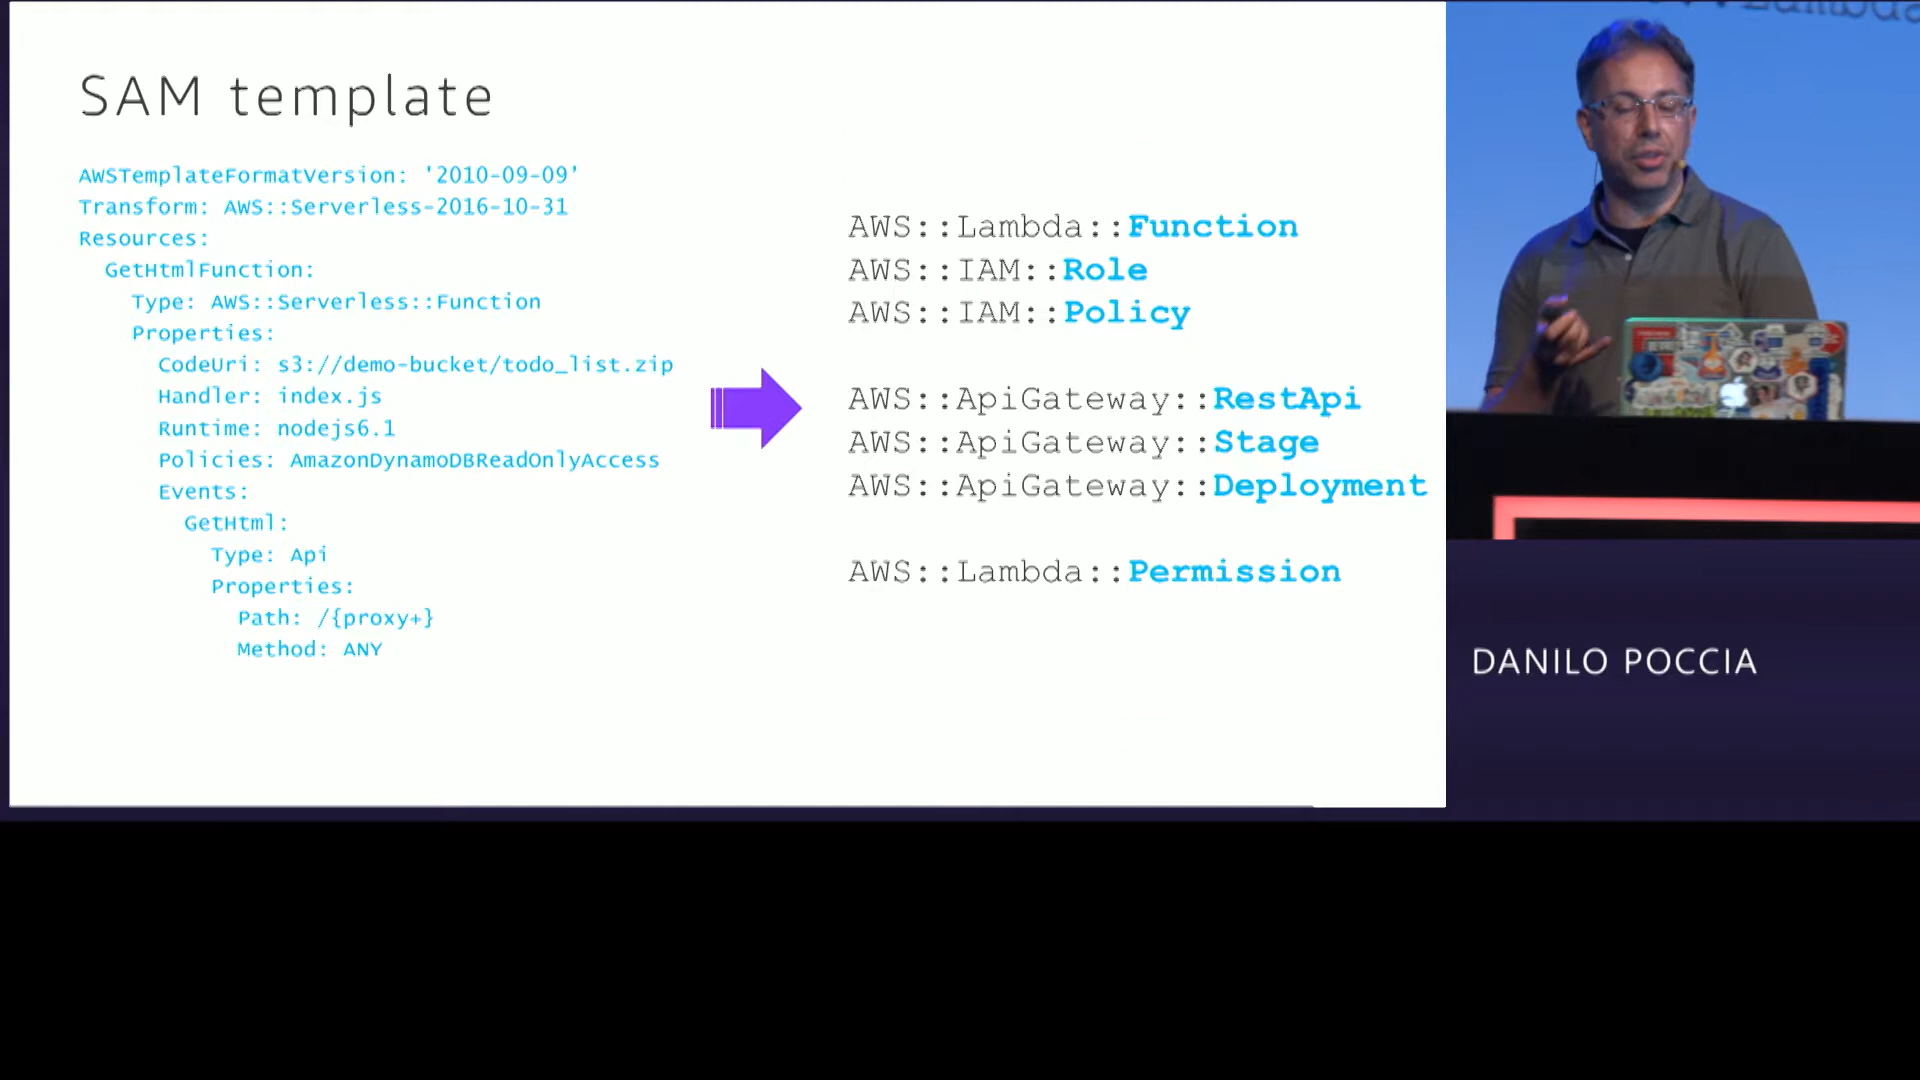 SAM template
AWSTemplateFormatVersion: '2010-09-09'
Transform: AWS::Serverless-2016-10-31
Resources:
GetHtmlFunction:
Type: AWS::Serverless::Function
Properties:
CodeUri: s3://demo-bucket/todo_list.zip
Handler: index.js
Runtime: nodejs6.1
Policies: AmazonDynamoDBReadOnlyAccess
Events:
GetHtml:
Type: Api
Properties:
Path: /{proxy+}
Method: ANY
AWS::Lambda::Function
AWS::IAM::Role
AWS::IAM::Policy
AWS::ApiGateway::RestApi
AWS::ApiGateway::Stage
AWS::ApiGateway::Deployment
AWS::Lambda::Permission
DANILO POCCIA